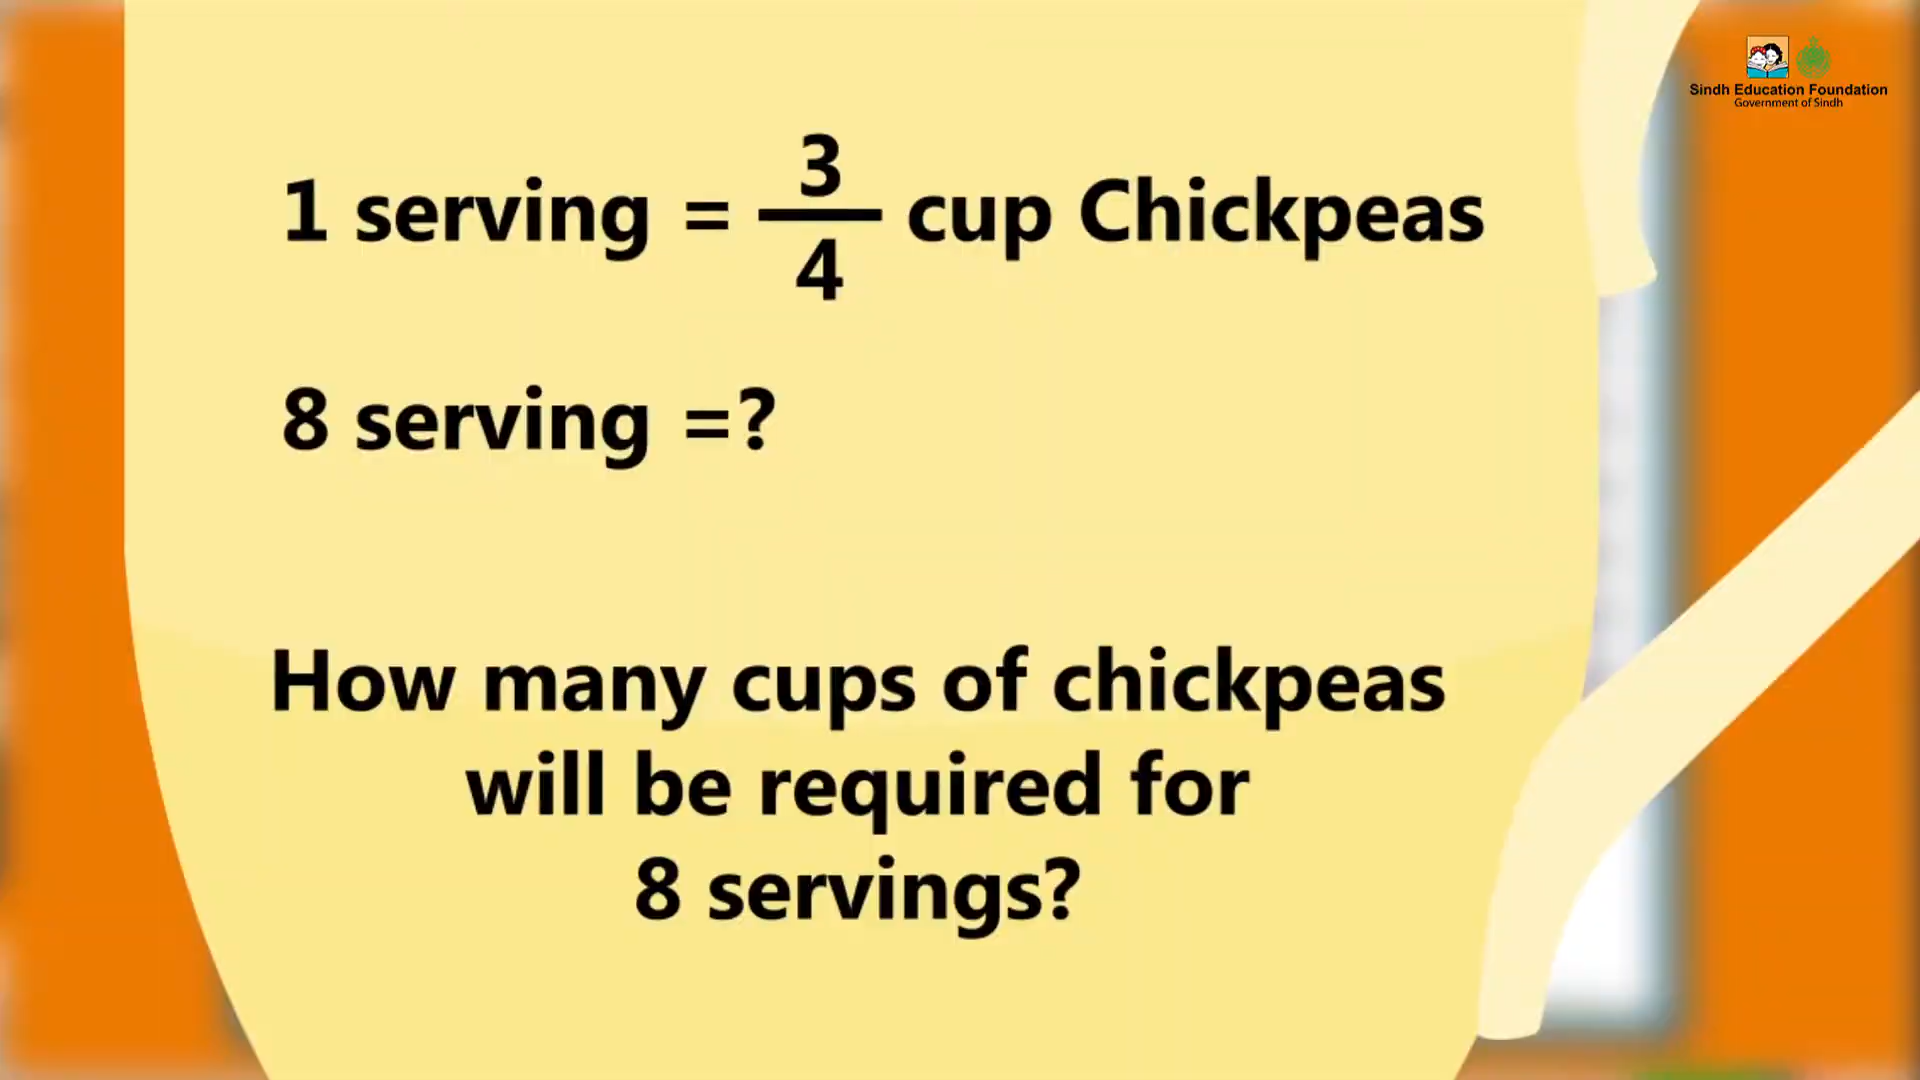 Sindh Education Foundation
Government of Sindh
1 serving = 3/4 cup Chickpeas
8 serving =?
How many cups of chickpeas
will be required for
8 servings?